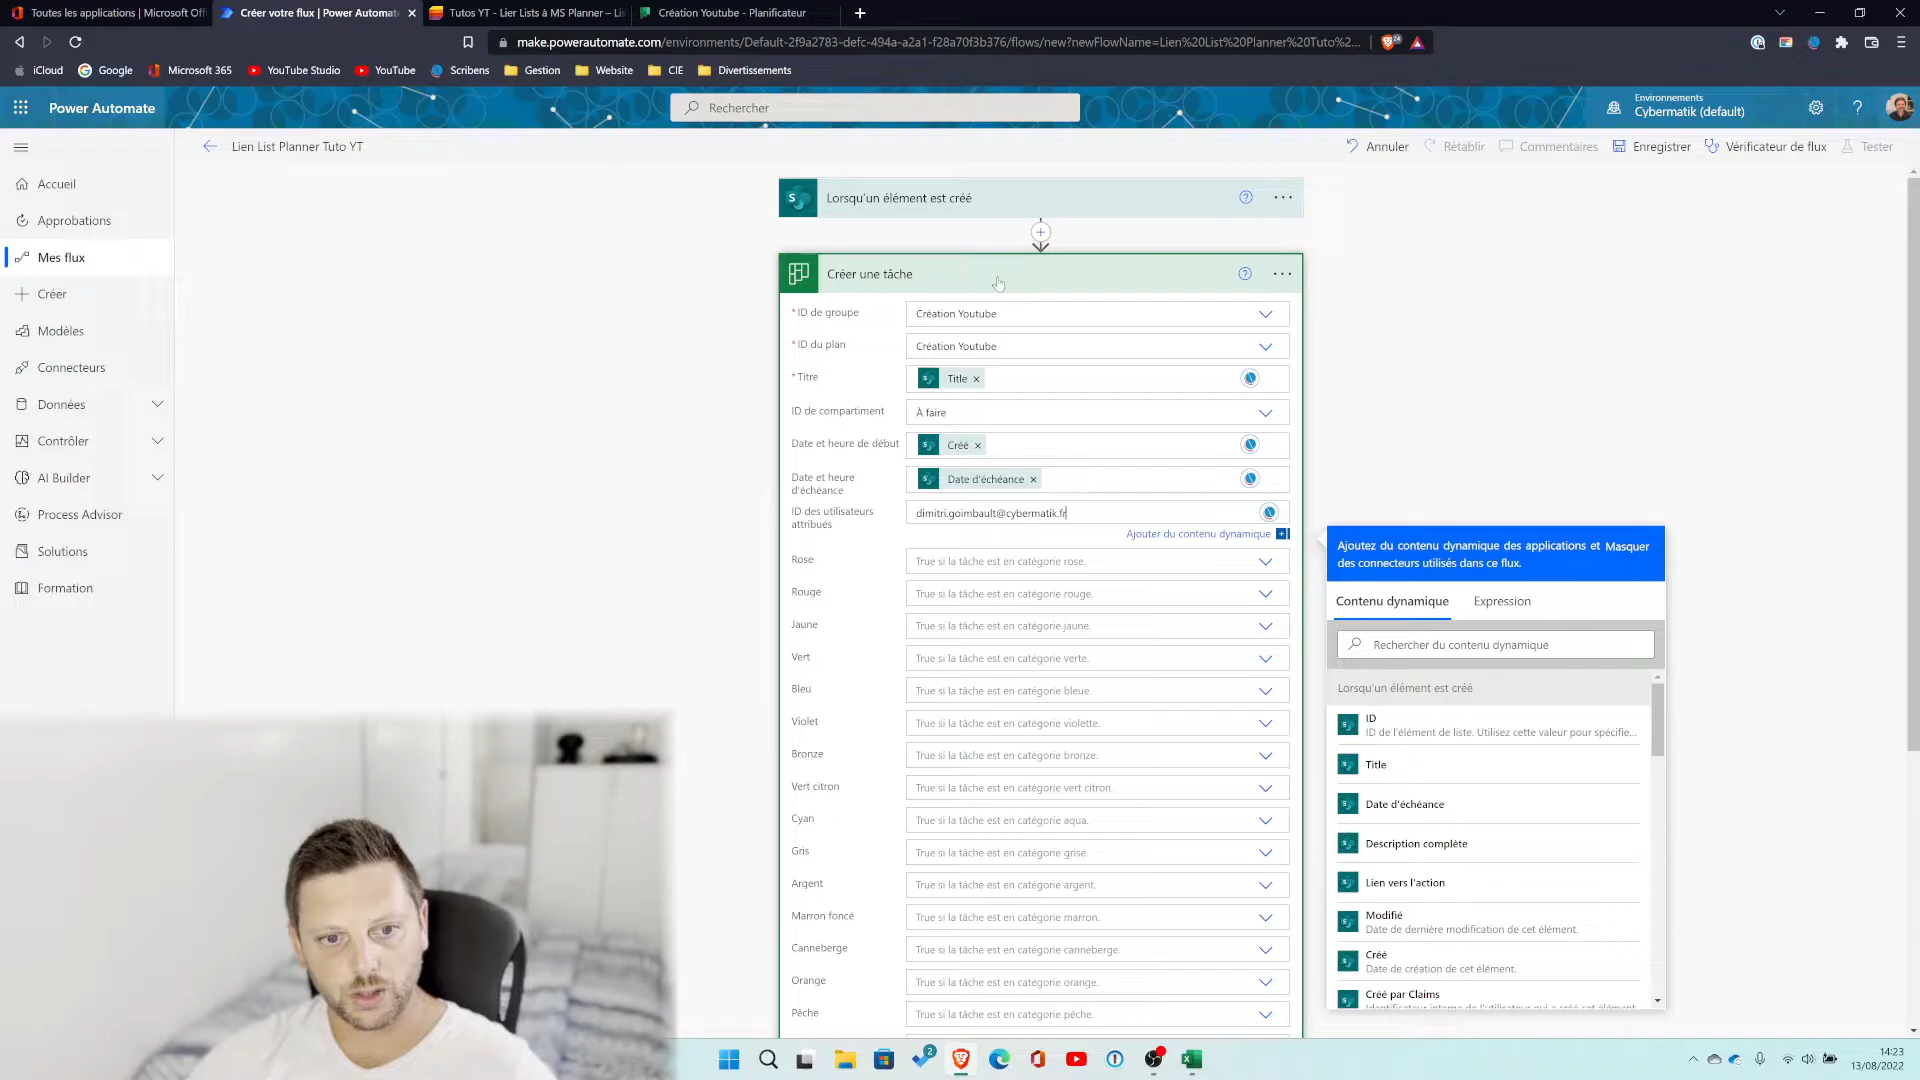 Toutes les applications | Microsoft Offi
Créer votre flux | Power Automate
Tutos YT - Lier Lists à MS Planner – Lis
Création Youtube - Planificateur
make.powerautomate.com/environments/Default-2f9a2783-defc-494a-a2a1-f28a70f3b376/flows/new?newFlowName=Lien%20List%20Planner%20Tuto%2...
iCloud
Google
Microsoft 365
YouTube Studio
YouTube
Scribens
Gestion
Website
CIE
Divertissements
Power Automate
Rechercher
Environnements
Cybermatik (default)
Lien List Planner Tuto YT
Annuler
Rétablir
Commentaires
Enregistrer
Vérificateur de flux
Tester
Accueil
Approbations
Mes flux
Créer
Modèles
Connecteurs
Données
Contrôler
AI Builder
Process Advisor
Solutions
Formation
Lorsqu'un élément est créé
Créer une tâche
* ID de groupe
Création Youtube
* ID du plan
Création Youtube
* Titre
Title
ID de compartiment
À faire
Date et heure de début
Créé
Date et heure
d'échéance
Date d'échéance
ID des utilisateurs
attribués
dimitri.goimbault@cybermatik.fr
Ajouter du contenu dynamique
Rose
True si la tâche est en catégorie rose.
Rouge
True si la tâche est en catégorie rouge.
Jaune
True si la tâche est en catégorie jaune.
Vert
True si la tâche est en catégorie verte.
Bleu
True si la tâche est en catégorie bleue.
Violet
True si la tâche est en catégorie violette.
Bronze
True si la tâche est en catégorie bronze.
Vert citron
True si la tâche est en catégorie vert citron.
Cyan
True si la tâche est en catégorie aqua.
Gris
True si la tâche est en catégorie grise.
Argent
True si la tâche est en catégorie argent.
Marron foncé
True si la tâche est en catégorie marron.
Canneberge
True si la tâche est en catégorie canneberge.
Orange
True si la tâche est en catégorie orange.
Pêche
True si la tâche est en catégorie pêche.
Ajoutez du contenu dynamique des applications et
des connecteurs utilisés dans ce flux.
Masquer
Contenu dynamique
Expression
Rechercher du contenu dynamique
Lorsqu'un élément est créé
ID
ID de l'élément de liste. Utilisez cette valeur pour spécifie...
Title
Date d'échéance
Description complète
Lien vers l'action
Modifié
Date de dernière modification de cet élément.
Créé
Date de création de cet élément.
Créé par Claims
Identificateur interne de l'utilisateur qui a créé cet élément
14:23
13/08/2022